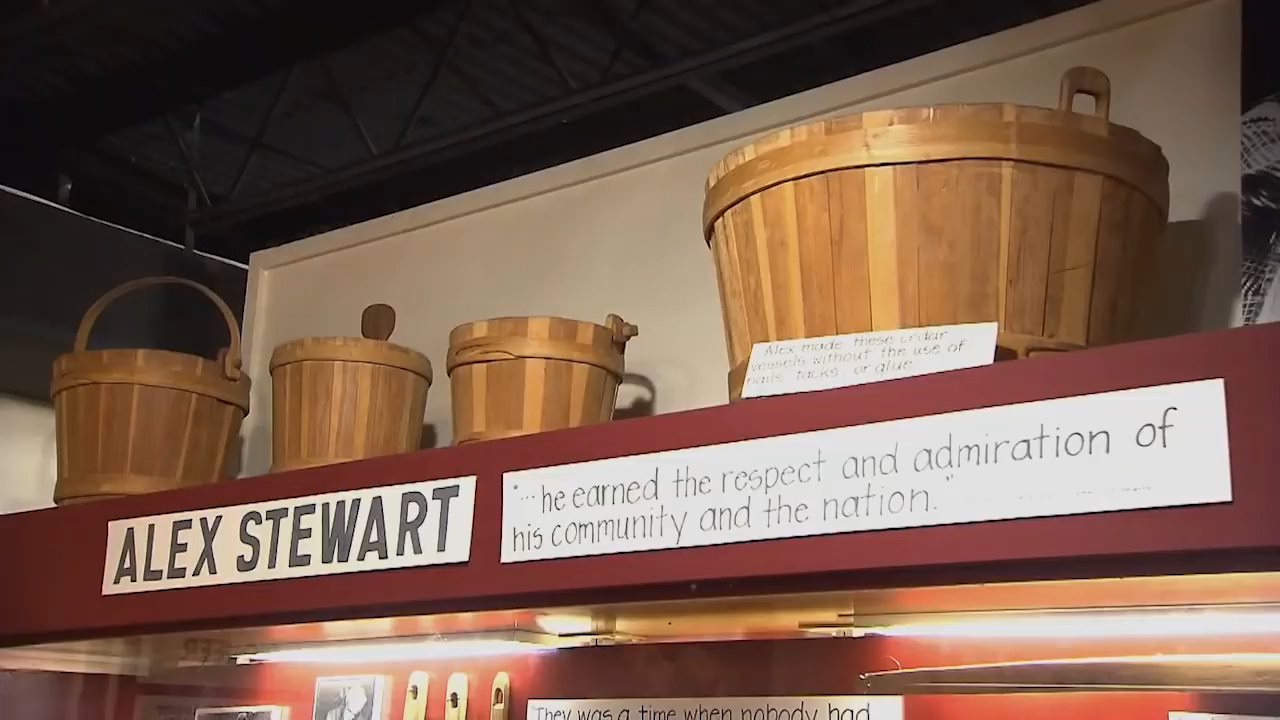 Alex made these cedar
vessels without the use of
nails, tacks, or glue
ALEX STEWART
"...he earned the respect and admiration of
his community and the nation."
They was a time when nobody had